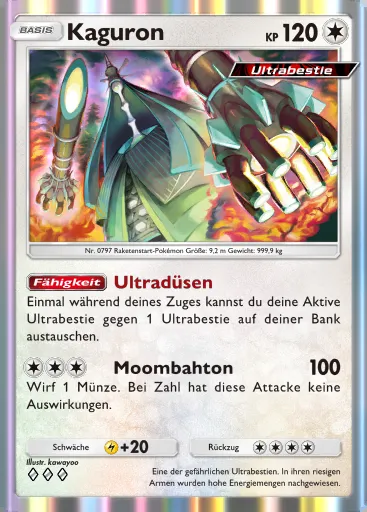 BASIS Kaguron KP 120
Ultrabestie
Nr. 0797 Raketenstart-Pokémon Größe: 9,2 m Gewicht: 999,9 kg
Fähigkeit Ultradüsen
Einmal während deines Zuges kannst du deine Aktive
Ultrabestie gegen 1 Ultrabestie auf deiner Bank
austauschen.
Moombahton 100
Wirf 1 Münze. Bei Zahl hat diese Attacke keine
Auswirkungen.
Schwäche +20 Rückzug
Illustr. kawayoo
Eine der gefährlichen Ultrabestien. In ihren riesigen
Armen wurden hohe Energiemengen nachgewiesen.